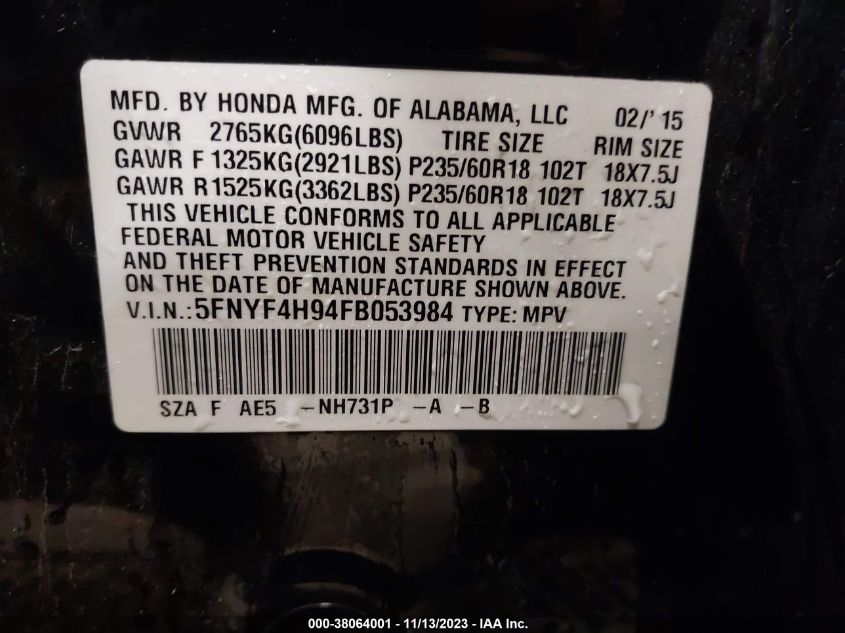 MFD. BY HONDA MFG. OF ALABAMA, LLC 02/'15
GVWR 2765KG(6096LBS) TIRE SIZE RIM SIZE
GAWR F 1325KG(2921LBS) P235/60R18 102T 18X7.5J
GAWR R 1525KG(3362LBS) P235/60R18 102T 18X7.5J
THIS VEHICLE CONFORMS TO ALL APPLICABLE
FEDERAL MOTOR VEHICLE SAFETY
AND THEFT PREVENTION STANDARDS IN EFFECT
ON THE DATE OF MANUFACTURE SHOWN ABOVE.
V.I.N.:5FNYF4H94FB053984 TYPE: MPV
SZA F AE5 -NH731P -A -B
000-38064001 - 11/13/2023 - IAA Inc.